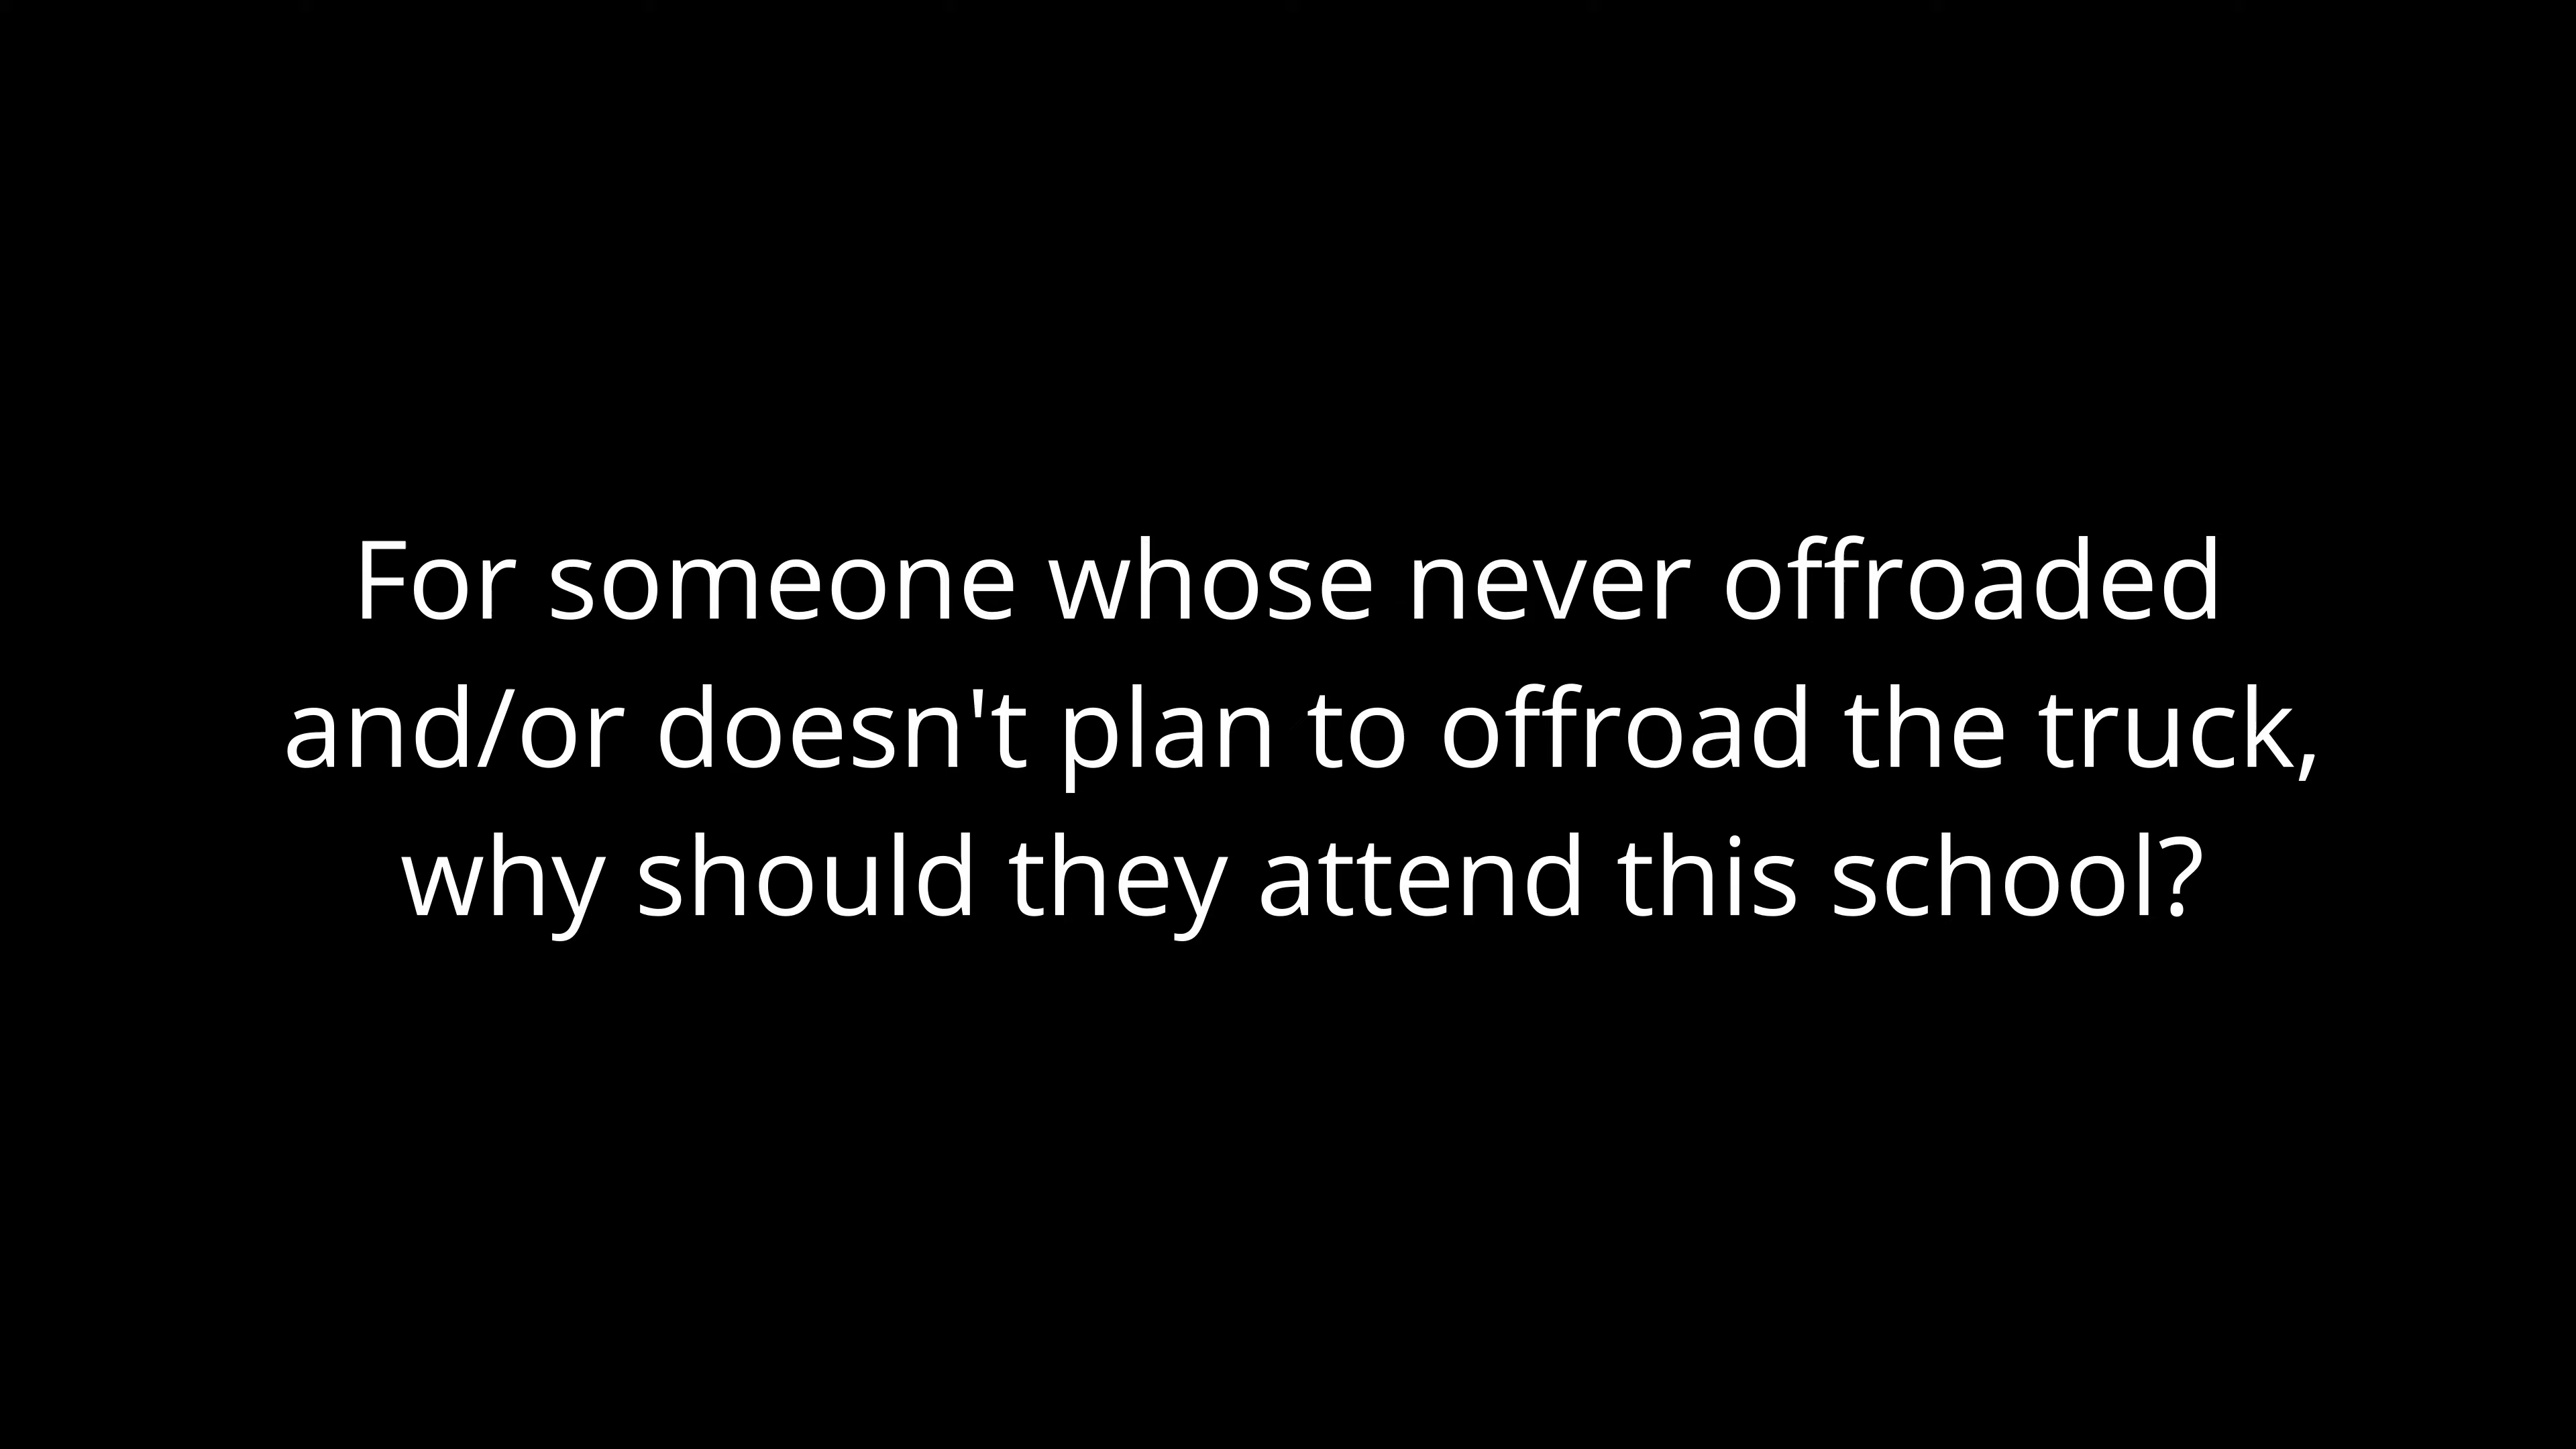 For someone whose never offroaded
and/or doesn't plan to offroad the truck,
why should they attend this school?